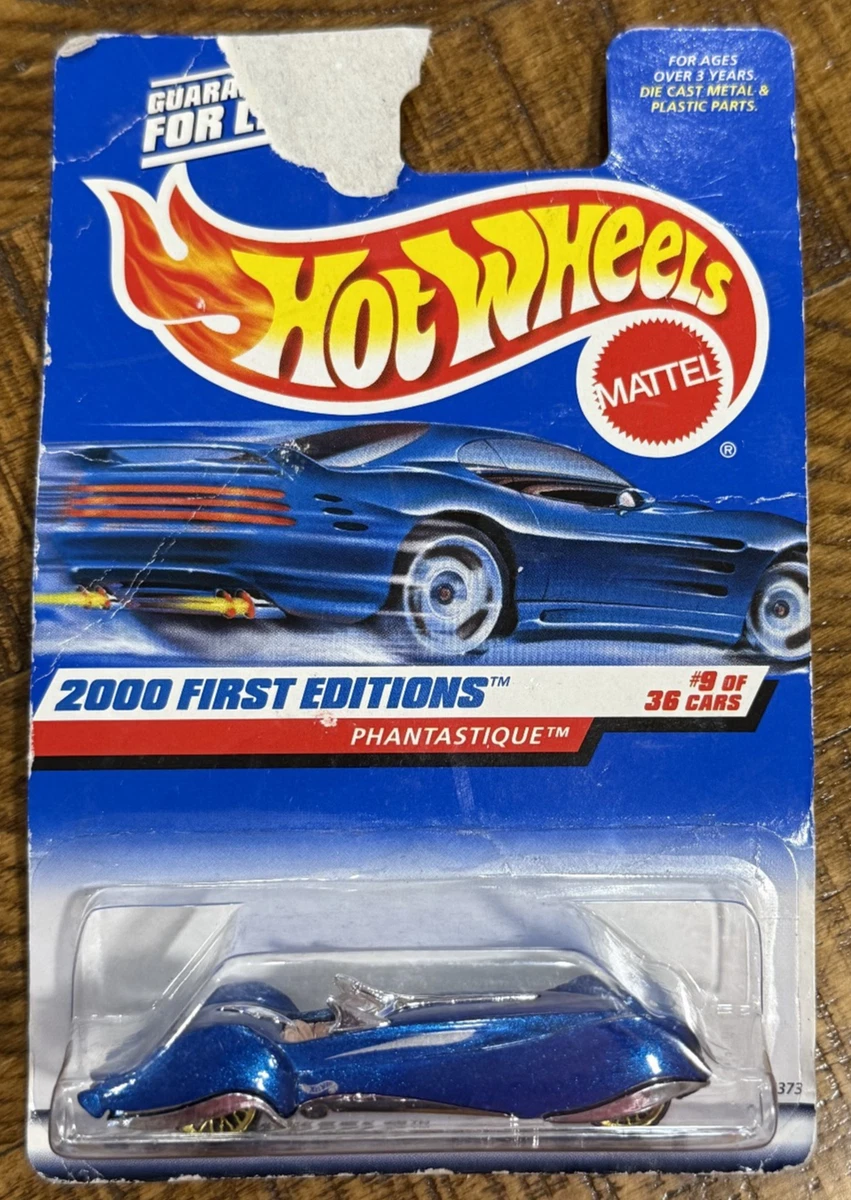 GUARA
FOR L
FOR AGES
OVER 3 YEARS.
DIE CAST METAL &
PLASTIC PARTS.
HOT WHEELS
MATTEL
®
2000 FIRST EDITIONS™
#9 OF
36 CARS
PHANTASTIQUE™
373